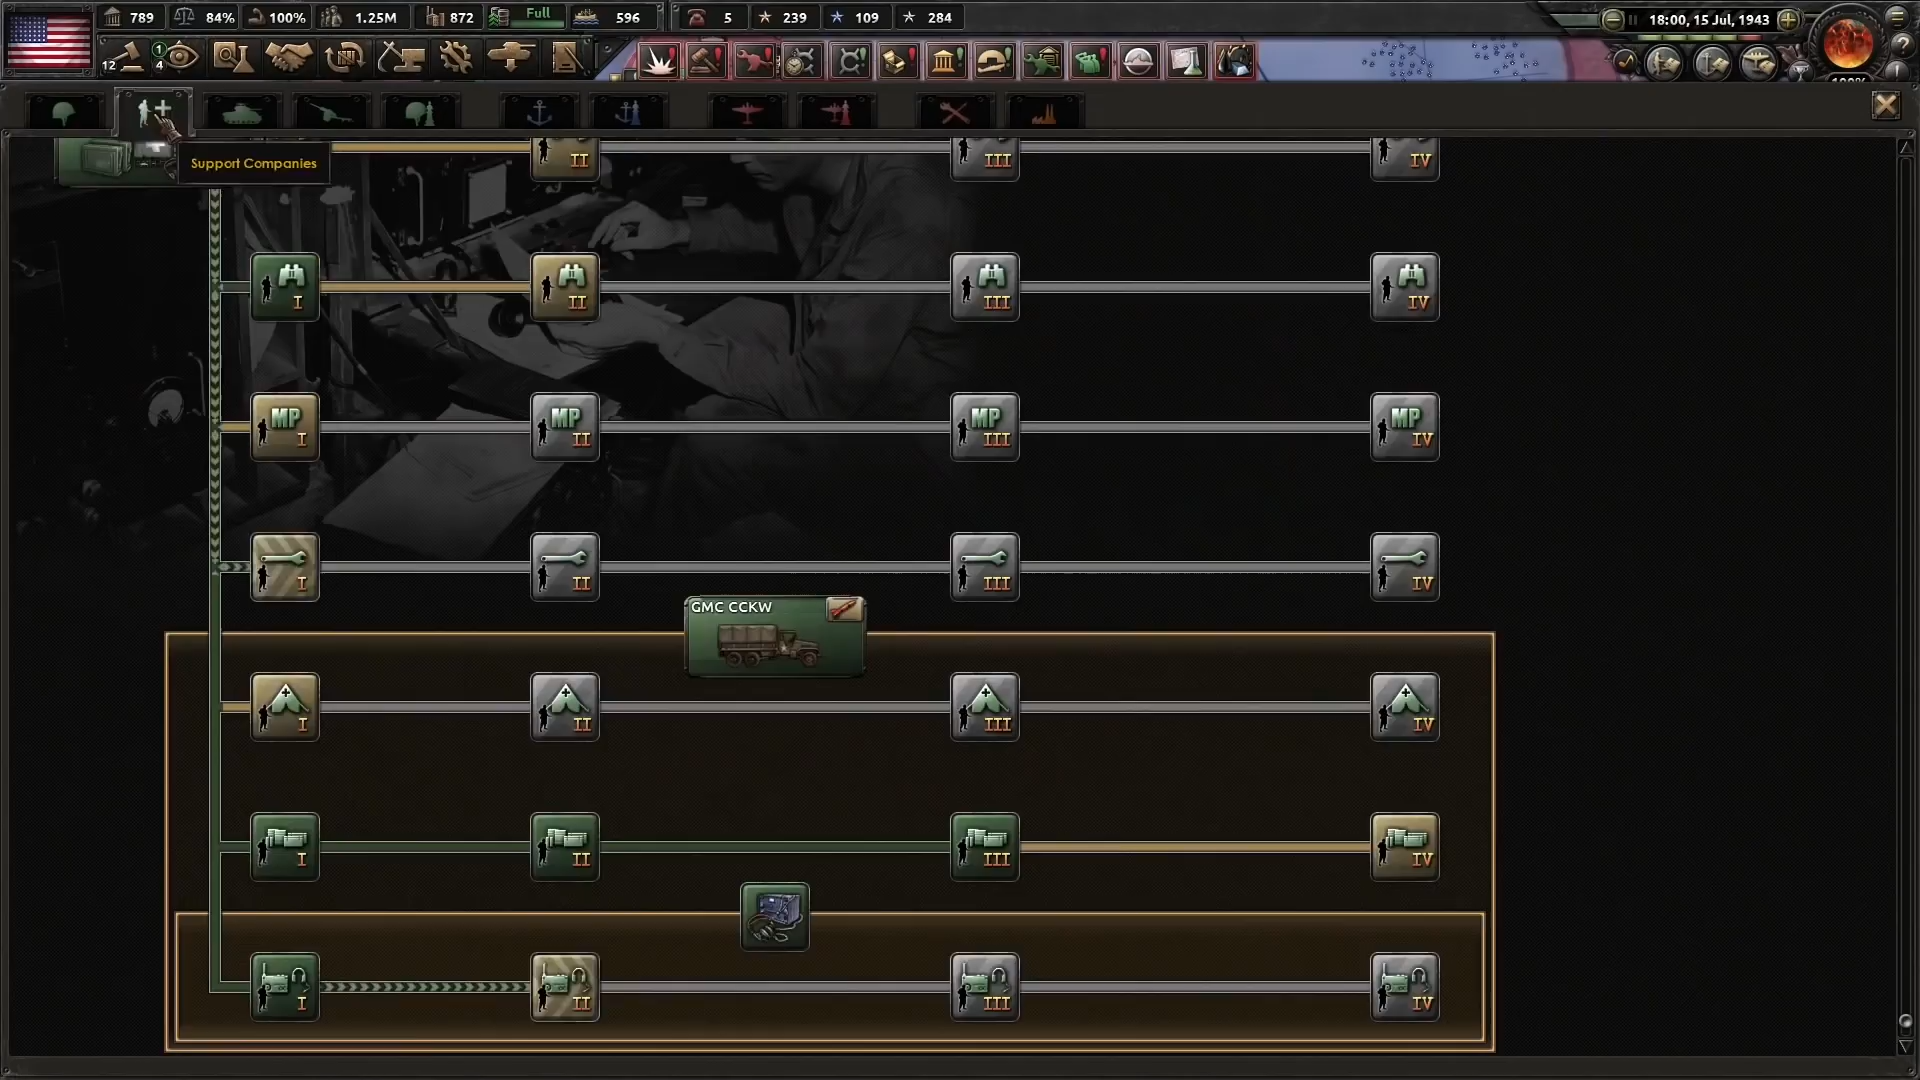 789 84% 100% 1.25M 872 Full 596 5 239 109 284 18:00, 15 Jul, 1943
12 1 4
100%
Support Companies
II III IV
I II III IV
MP I MP II MP III MP IV
I II III IV
GMC CCKW
I II III IV
I II III IV
I II III IV